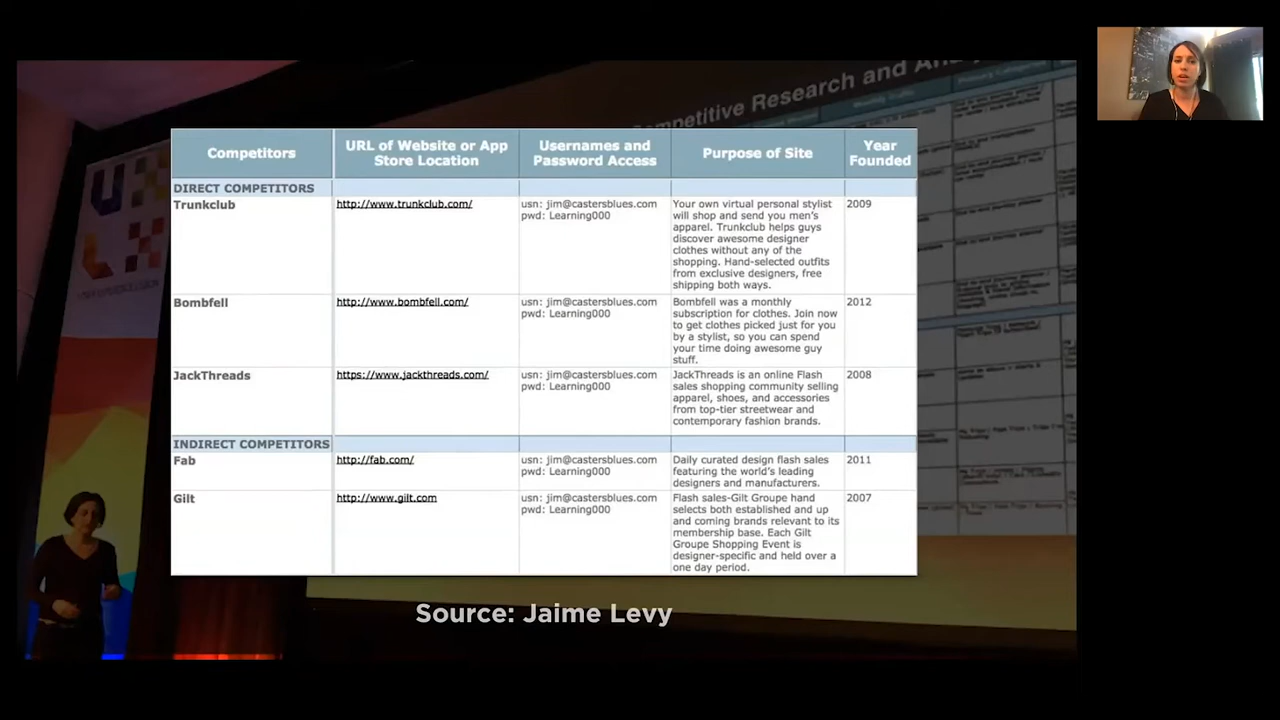 Competitive Research and
Competitors
URL of Website or App
Store Location
Usernames and
Password Access
Purpose of Site
Year
Founded
DIRECT COMPETITORS
Trunkclub
http://www.trunkclub.com/
usn: jim@castersblues.com
pwd: Learning000
Your own virtual personal stylist
will shop and send you men's
apparel. Trunkclub helps guys
discover awesome designer
clothes without any of the
shopping. Hand-selected outfits
from exclusive designers, free
shipping both ways.
2009
Bombfell
http://www.bombfell.com/
usn: jim@castersblues.com
pwd: Learning000
Bombfell was a monthly
subscription for clothes. Join now
to get clothes picked just for you
by a stylist, so you can spend
your time doing awesome guy
stuff.
2012
JackThreads
https://www.jackthreads.com/
usn: jim@castersblues.com
pwd: Learning000
JackThreads is an online Flash
sales shopping community selling
apparel, shoes, and accessories
from top-tier streetwear and
contemporary fashion brands.
2008
INDIRECT COMPETITORS
Fab
http://fab.com/
usn: jim@castersblues.com
pwd: Learning000
Daily curated design flash sales
featuring the world's leading
designers and manufacturers.
2011
Gilt
http://www.gilt.com
usn: jim@castersblues.com
pwd: Learning000
Flash sales-Gilt Groupe hand
selects both established and up
and coming brands relevant to its
membership base. Each Gilt
Groupe Shopping Event is
designer-specific and held over a
one day period.
2007
Source: Jaime Levy